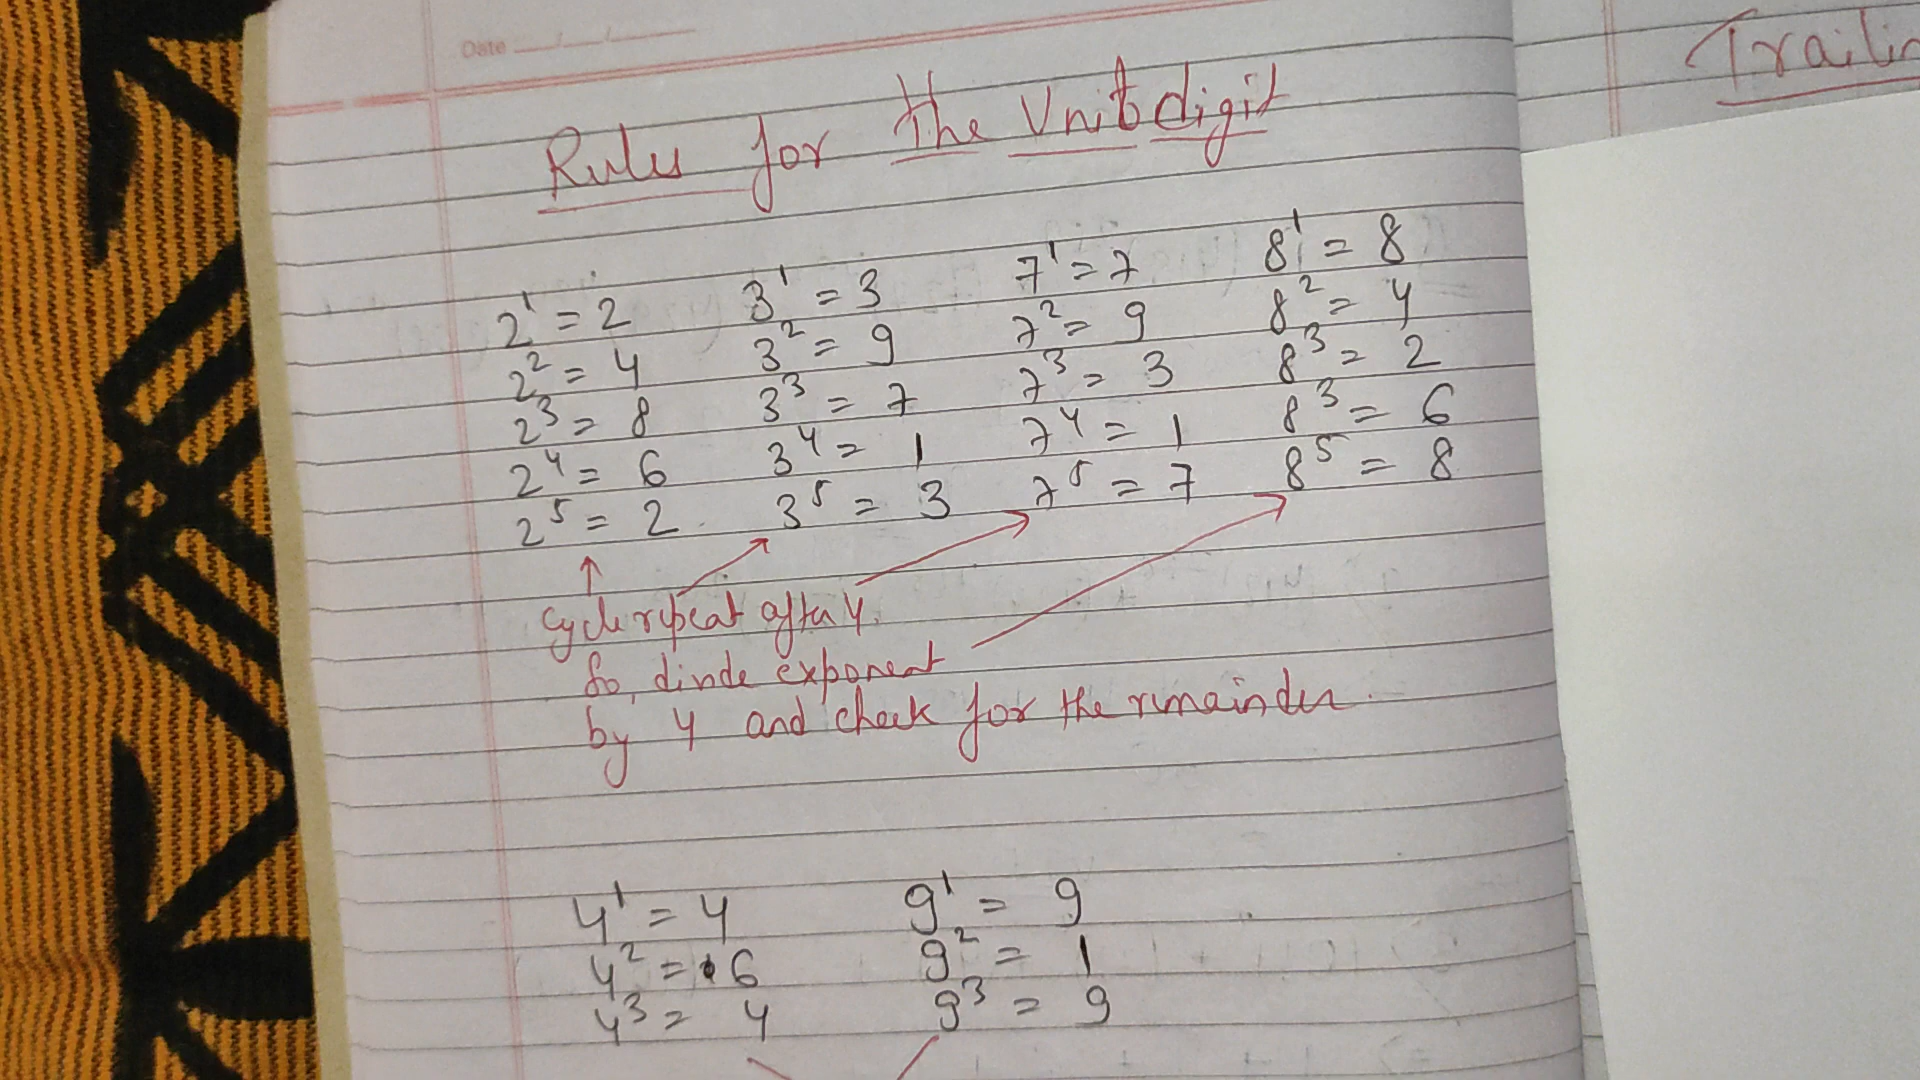 Date
Rules for the Unit digit
Trailin
2¹ = 2 3¹ = 3 7¹ = 7 8¹ = 8
2² = 4 3² = 9 7² = 9 8² = 4
2³ = 8 3³ = 7 7³ = 3 8³ = 2
2⁴ = 6 3⁴ = 1 7⁴ = 1 8³ = 6
2⁵ = 2 3⁵ = 3 7⁵ = 7 8⁵ = 8
Cycle repeat after 4.
So, divide exponent
by 4 and check for the remainder.
4¹ = 4 9¹ = 9
4² = 6 9² = 1
4³ = 4 9³ = 9